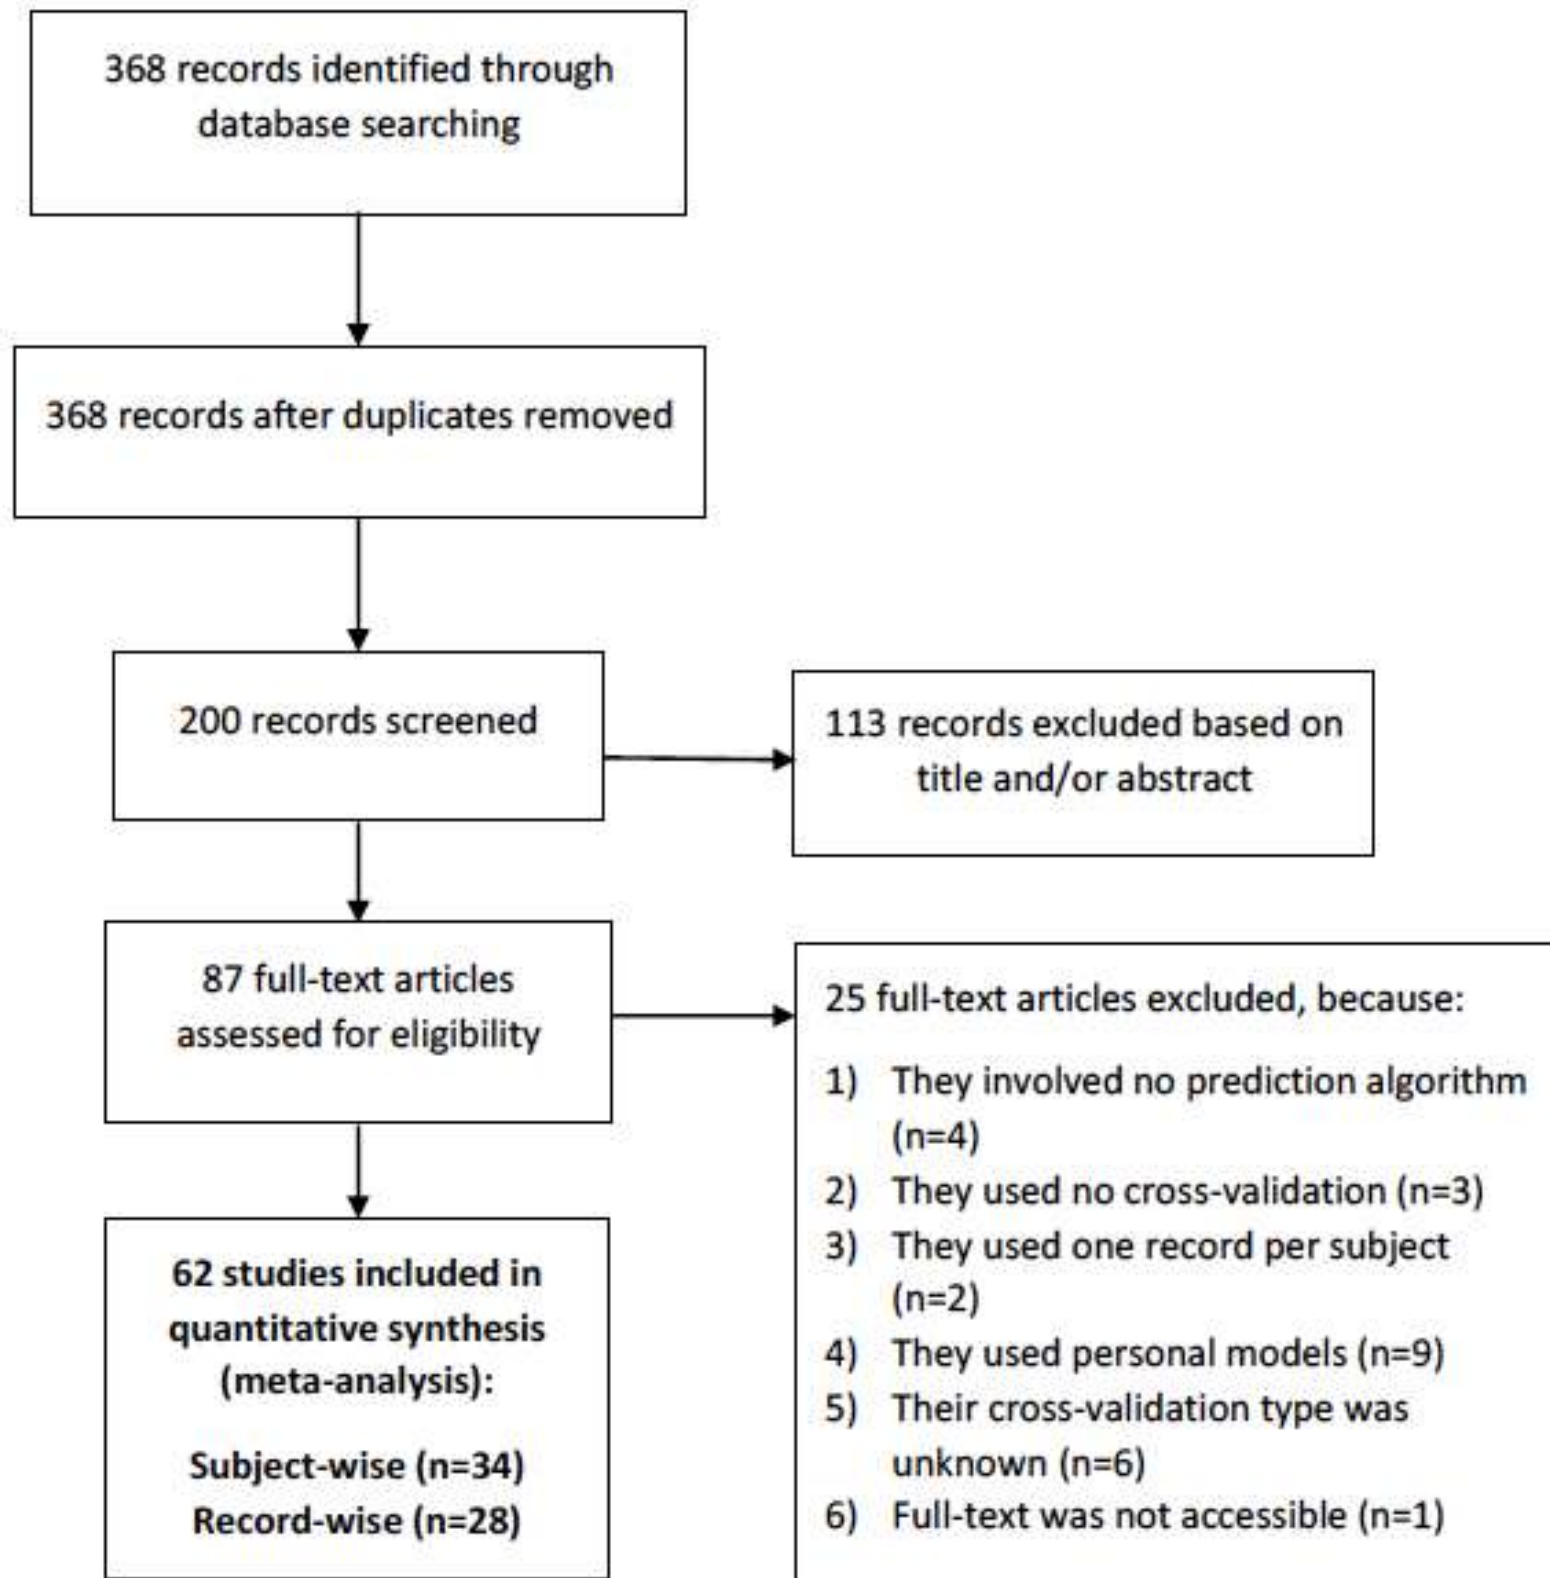 368 records identified through
database searching
368 records after duplicates removed
200 records screened
113 records excluded based on
title and/or abstract
87 full-text articles
assessed for eligibility
25 full-text articles excluded, because:
1) They involved no prediction algorithm
(n=4)
2) They used no cross-validation (n=3)
3) They used one record per subject
(n=2)
4) They used personal models (n=9)
5) Their cross-validation type was
unknown (n=6)
6) Full-text was not accessible (n=1)
62 studies included in
quantitative synthesis
(meta-analysis):
Subject-wise (n=34)
Record-wise (n=28)